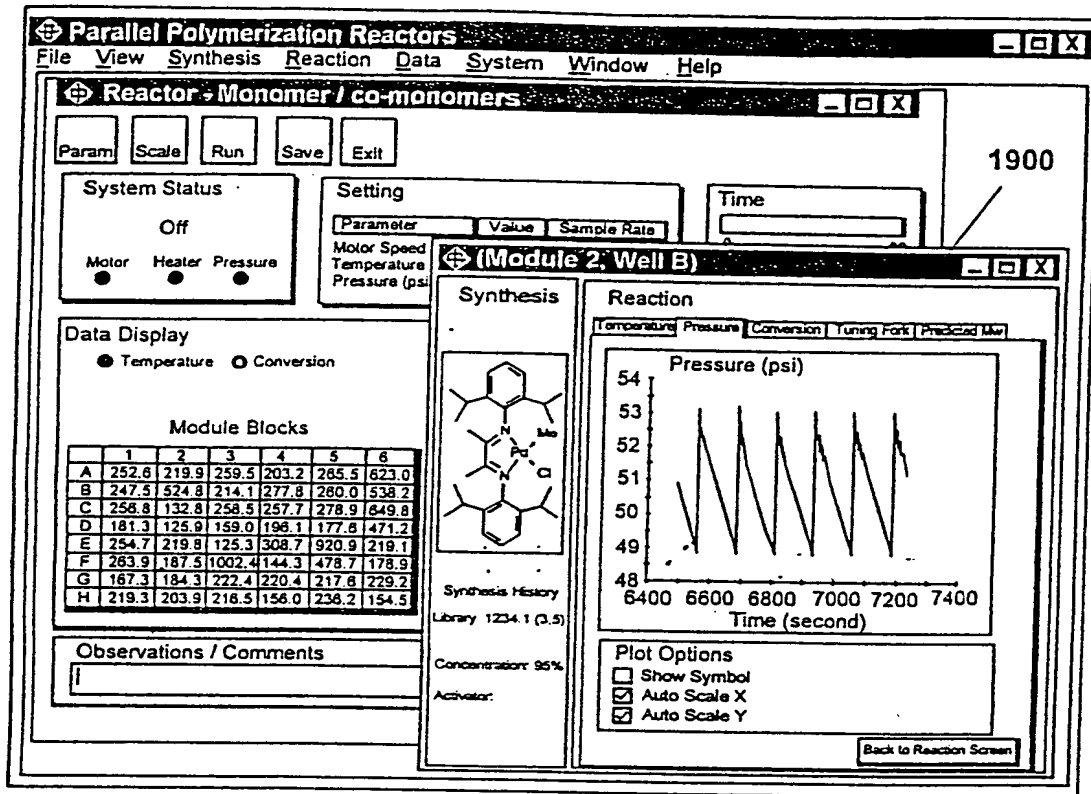 Parallel Polymerization Reactors
File View Synthesis Reaction Data System Window Help
Reactor - Monomer / co-monomers
Param Scale Run Save Exit
1900
System Status
Off
Motor Heater Pressure
Setting
Parameter Value Sample Rate
Motor Speed
Temperature
Pressure (psi
Time
(Module 2, Well B)
Data Display
Temperature Conversion
Module Blocks
1 2 3 4 5 6
A 252.6 219.9 259.5 203.2 265.5 623.0
B 247.5 524.8 214.1 277.8 260.0 538.2
C 256.8 132.8 258.5 257.7 278.9 649.8
D 181.3 125.9 159.0 196.1 177.6 471.2
E 254.7 219.8 125.3 308.7 920.9 219.1
F 263.9 187.5 1002.4 144.3 478.7 178.9
G 167.3 184.3 222.4 220.4 217.6 229.2
H 219.3 203.9 216.5 156.0 236.2 154.5
Observations / Comments
Synthesis
N
Me
Pd
Cl
N
Synthesis History
Library 1234.1 (3,5)
Concentration: 95%
Activator:
Reaction
Temperature Pressure Conversion Tuning Fork Predicted Mw
Pressure (psi)
54
53
52
51
50
49
48
6400 6600 6800 7000 7200 7400
Time (second)
Plot Options
Show Symbol
Auto Scale X
Auto Scale Y
Back to Reaction Screen